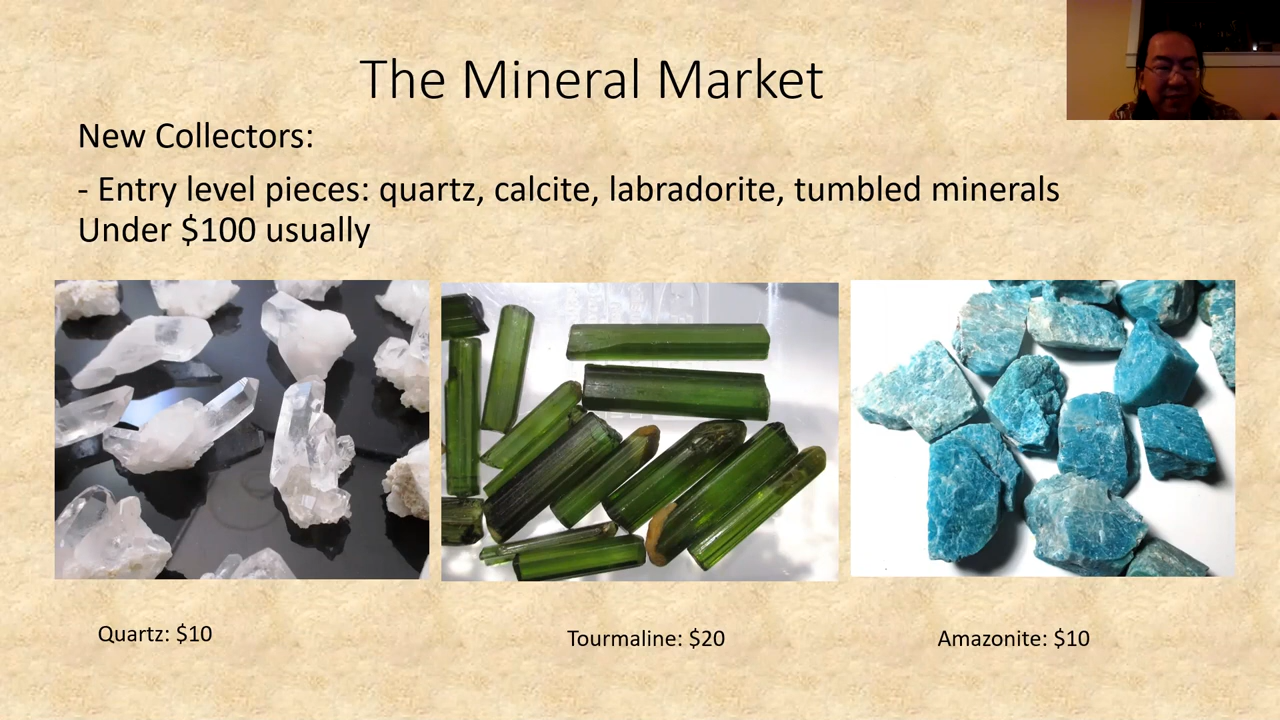 The Mineral Market
New Collectors:
- Entry level pieces: quartz, calcite, labradorite, tumbled minerals
Under $100 usually
Quartz: $10
Tourmaline: $20
Amazonite: $10